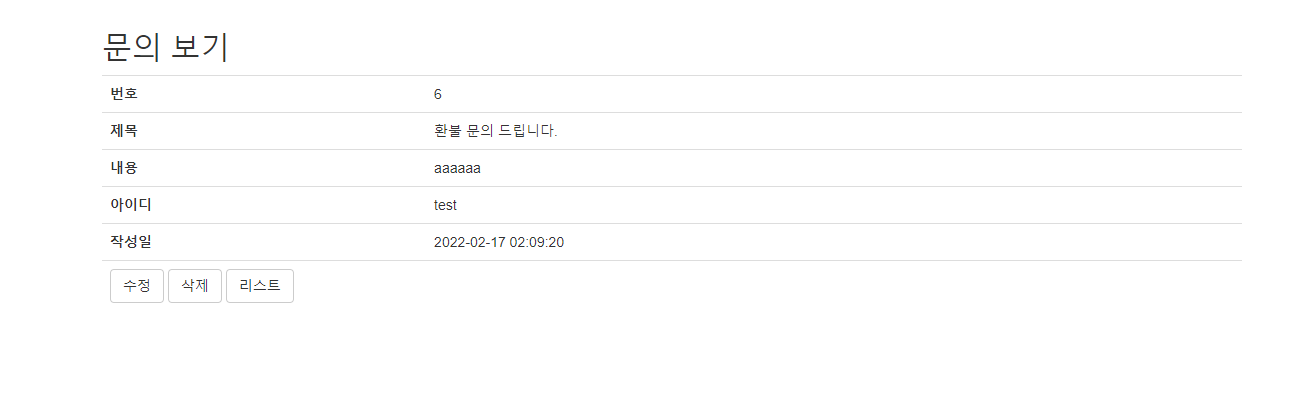 문의 보기
번호 6
제목 환불 문의 드립니다.
내용 aaaaaa
아이디 test
작성일 2022-02-17 02:09:20
수정 삭제 리스트